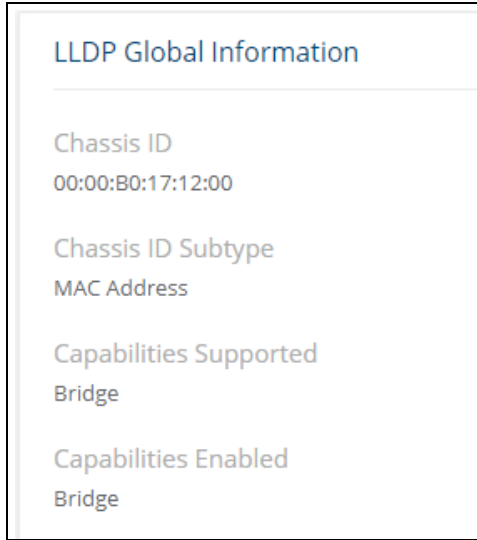 LLDP Global Information
Chassis ID
00:00:B0:17:12:00
Chassis ID Subtype
MAC Address
Capabilities Supported
Bridge
Capabilities Enabled
Bridge